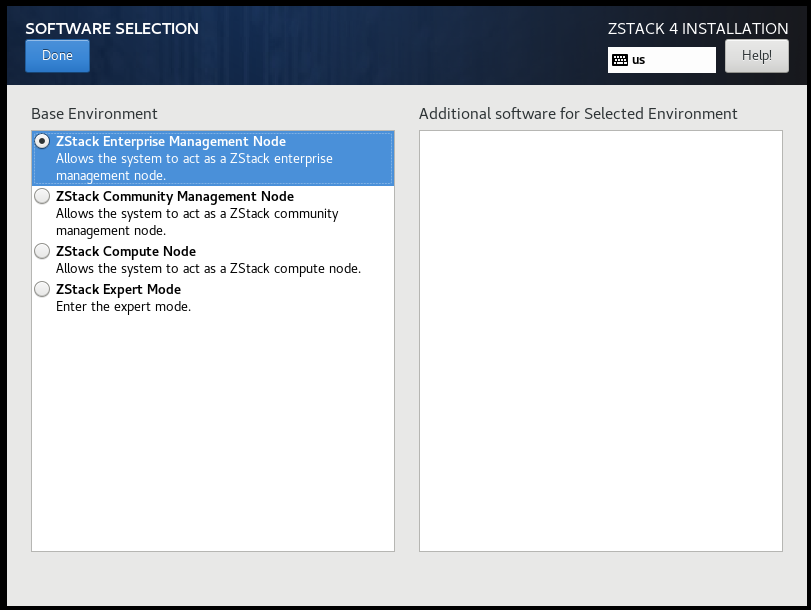 SOFTWARE SELECTION
ZSTACK 4 INSTALLATION
Done
us
Help!
Base Environment
Additional software for Selected Environment
ZStack Enterprise Management Node
Allows the system to act as a ZStack enterprise
management node.
ZStack Community Management Node
Allows the system to act as a ZStack community
management node.
ZStack Compute Node
Allows the system to act as a ZStack compute node.
ZStack Expert Mode
Enter the expert mode.